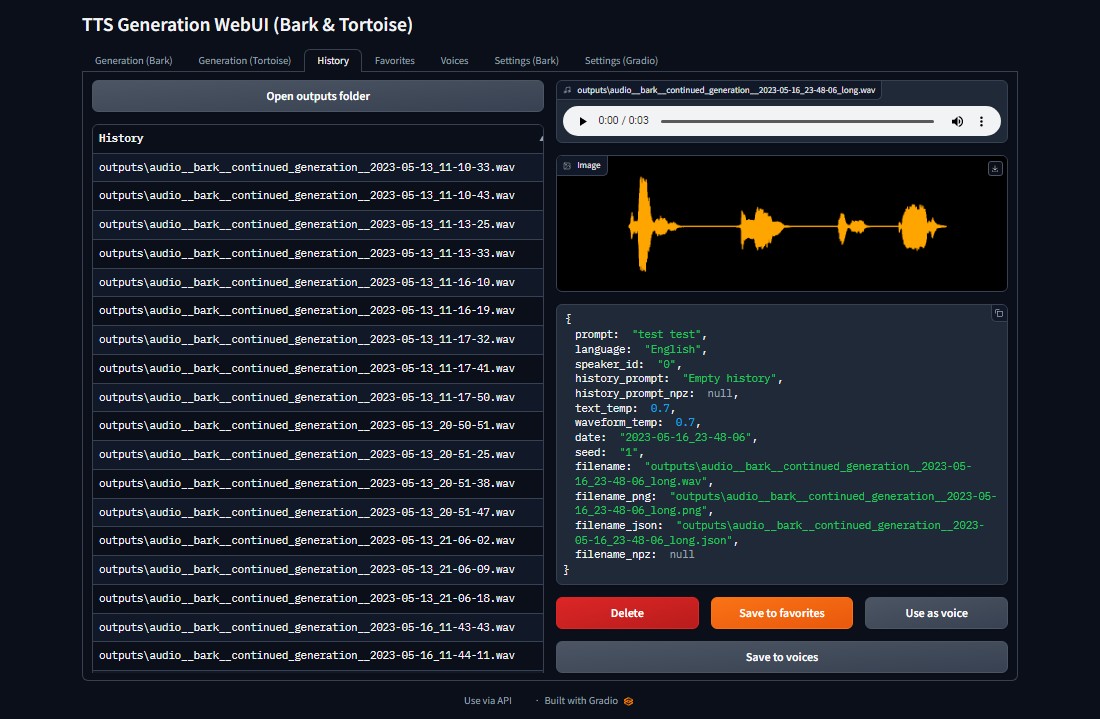 TTS Generation WebUI (Bark & Tortoise)
Generation (Bark)
Generation (Tortoise)
History
Favorites
Voices
Settings (Bark)
Settings (Gradio)
Open outputs folder
History
outputs\audio__bark__continued_generation__2023-05-13_11-10-33.wav
outputs\audio__bark__continued_generation__2023-05-13_11-10-43.wav
outputs\audio__bark__continued_generation__2023-05-13_11-13-25.wav
outputs\audio__bark__continued_generation__2023-05-13_11-13-33.wav
outputs\audio__bark__continued_generation__2023-05-13_11-16-10.wav
outputs\audio__bark__continued_generation__2023-05-13_11-16-19.wav
outputs\audio__bark__continued_generation__2023-05-13_11-17-32.wav
outputs\audio__bark__continued_generation__2023-05-13_11-17-41.wav
outputs\audio__bark__continued_generation__2023-05-13_11-17-50.wav
outputs\audio__bark__continued_generation__2023-05-13_20-50-51.wav
outputs\audio__bark__continued_generation__2023-05-13_20-51-25.wav
outputs\audio__bark__continued_generation__2023-05-13_20-51-38.wav
outputs\audio__bark__continued_generation__2023-05-13_20-51-47.wav
outputs\audio__bark__continued_generation__2023-05-13_21-06-02.wav
outputs\audio__bark__continued_generation__2023-05-13_21-06-09.wav
outputs\audio__bark__continued_generation__2023-05-13_21-06-18.wav
outputs\audio__bark__continued_generation__2023-05-16_11-43-43.wav
outputs\audio__bark__continued_generation__2023-05-16_11-44-11.wav
outputs\audio__bark__continued_generation__2023-05-16_23-48-06_long.wav
0:00 / 0:03
Image
{
prompt: "test test",
language: "English",
speaker_id: "0",
history_prompt: "Empty history",
history_prompt_npz: null,
text_temp: 0.7,
waveform_temp: 0.7,
date: "2023-05-16_23-48-06",
seed: "1",
filename: "outputs\audio__bark__continued_generation__2023-05-
16_23-48-06_long.wav",
filename_png: "outputs\audio__bark__continued_generation__2023-05-
16_23-48-06_long.png",
filename_json: "outputs\audio__bark__continued_generation__2023-
05-16_23-48-06_long.json",
filename_npz: null
}
Delete
Save to favorites
Use as voice
Save to voices
Use via API · Built with Gradio